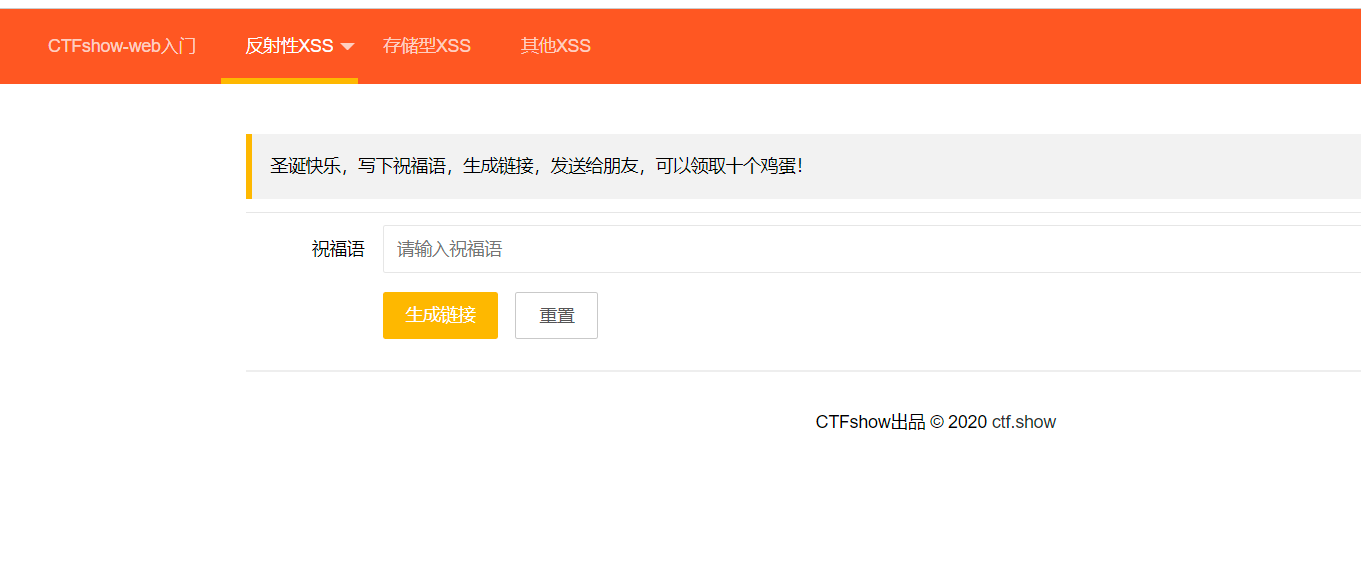 CTFshow-web入门 反射性XSS 存储型XSS 其他XSS
圣诞快乐，写下祝福语，生成链接，发送给朋友，可以领取十个鸡蛋！
祝福语 请输入祝福语
生成链接 重置
CTFshow出品 © 2020 ctf.show